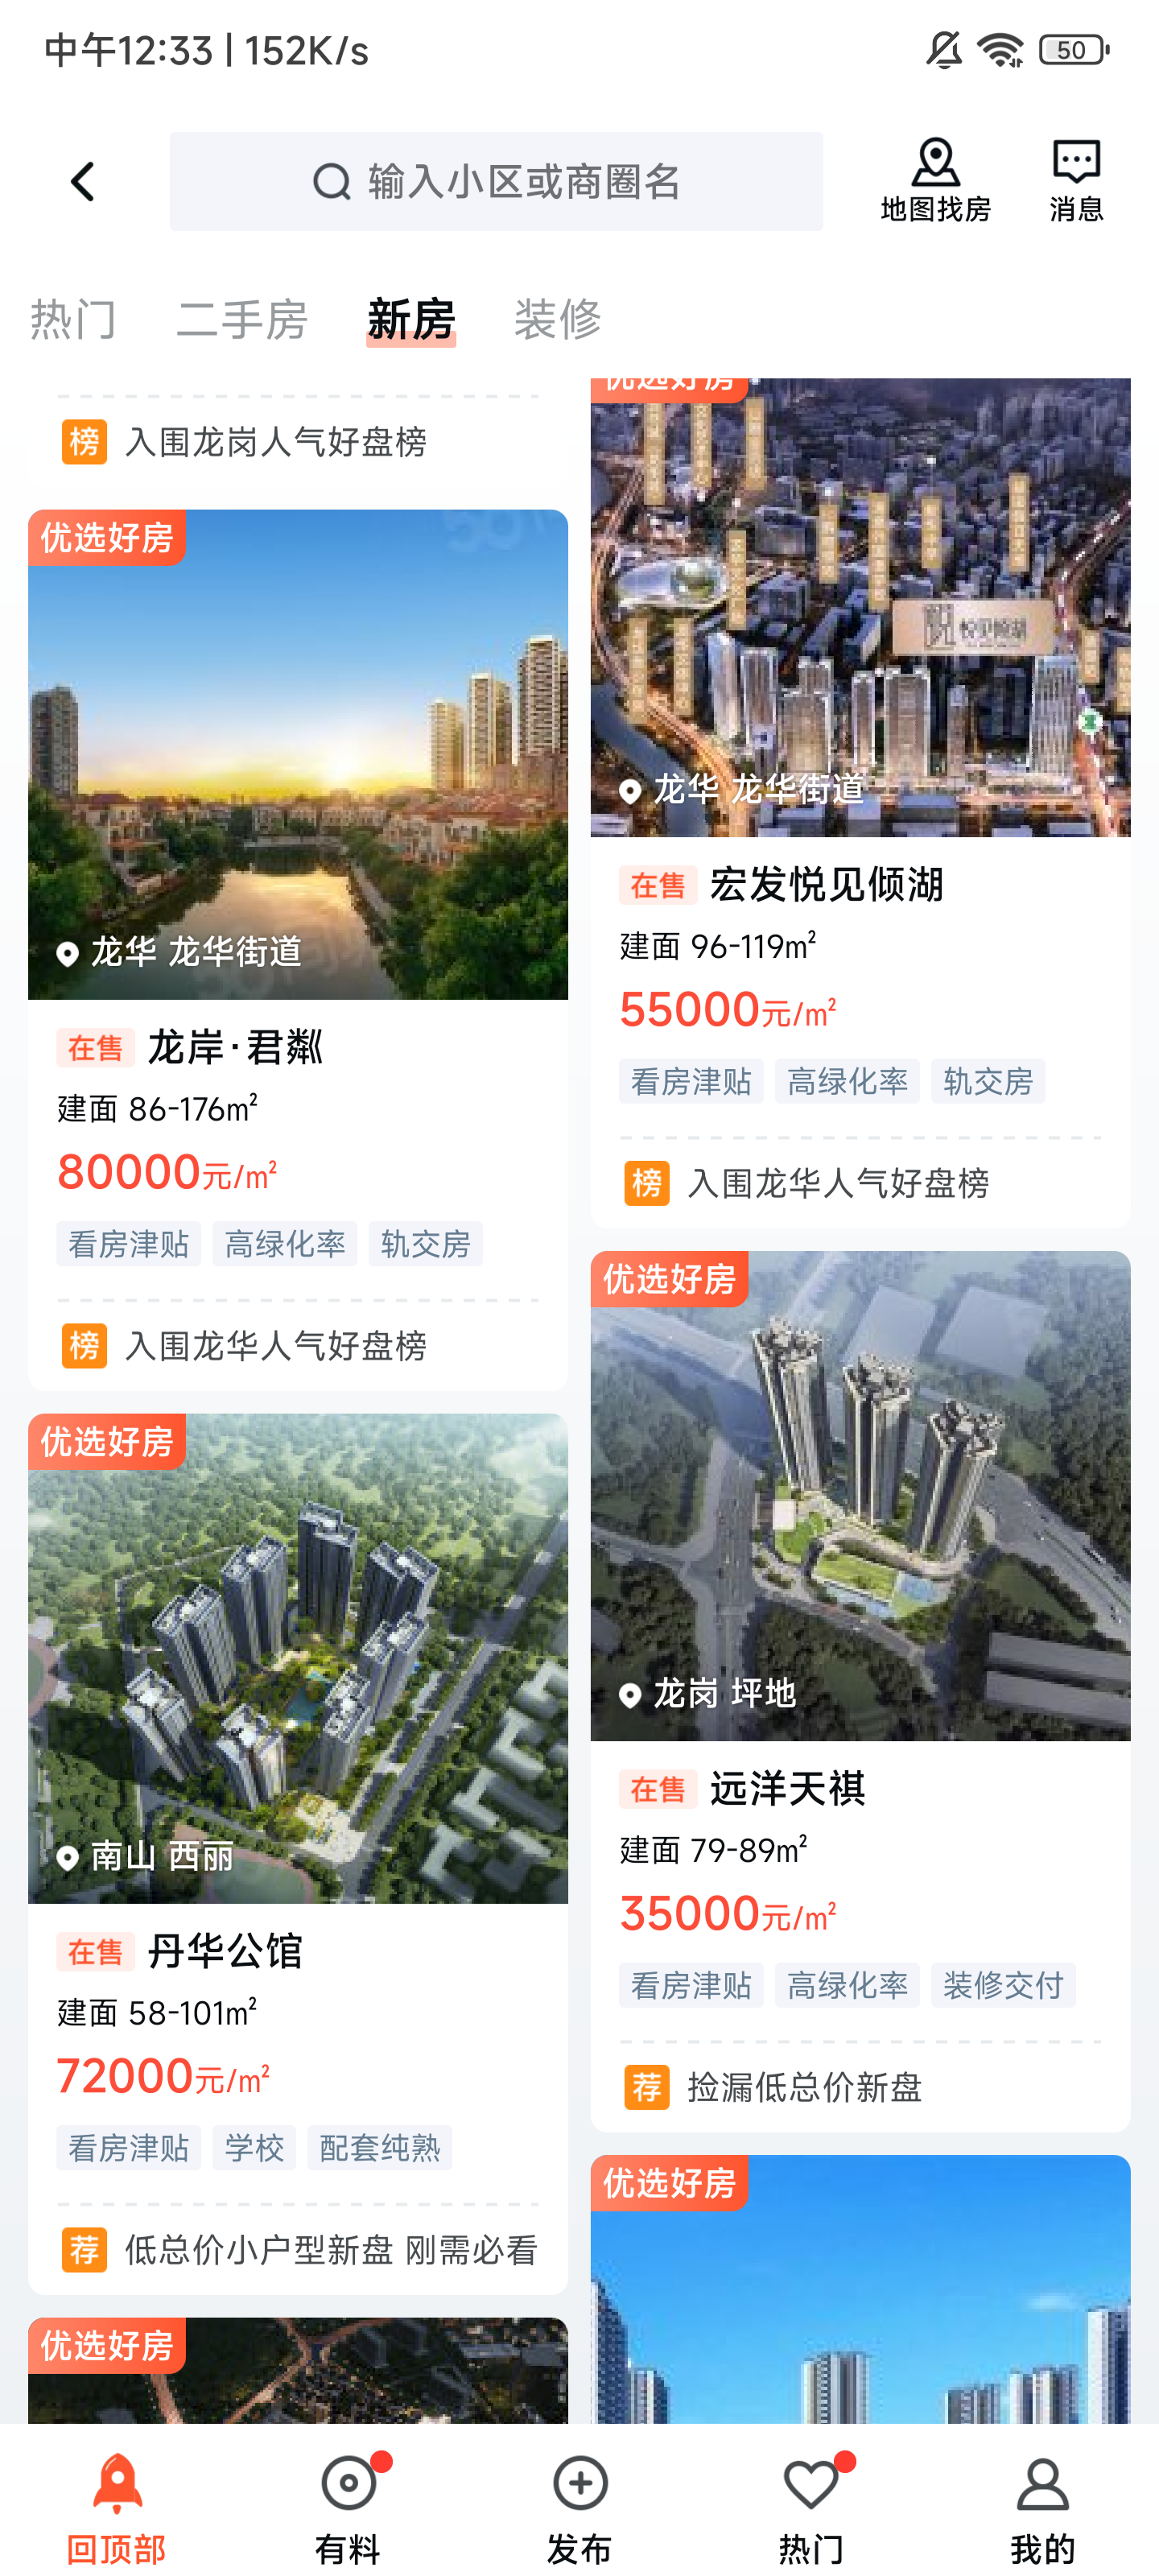 中午12:33 | 152K/s
50
输入小区或商圈名
地图找房
消息
热门
二手房
新房
装修
榜 入围龙岗人气好盘榜
优选好房
龙华 龙华街道
在售 龙岸·君粼
建面 86-176m²
80000元/m²
看房津贴 高绿化率 轨交房
榜 入围龙华人气好盘榜
优选好房
南山 西丽
在售 丹华公馆
建面 58-101m²
72000元/m²
看房津贴 学校 配套纯熟
荐 低总价小户型新盘 刚需必看
优选好房
优选好房
悦见倾湖
龙华 龙华街道
在售 宏发悦见倾湖
建面 96-119m²
55000元/m²
看房津贴 高绿化率 轨交房
榜 入围龙华人气好盘榜
优选好房
龙岗 坪地
在售 远洋天祺
建面 79-89m²
35000元/m²
看房津贴 高绿化率 装修交付
荐 捡漏低总价新盘
优选好房
回顶部
有料
发布
热门
我的